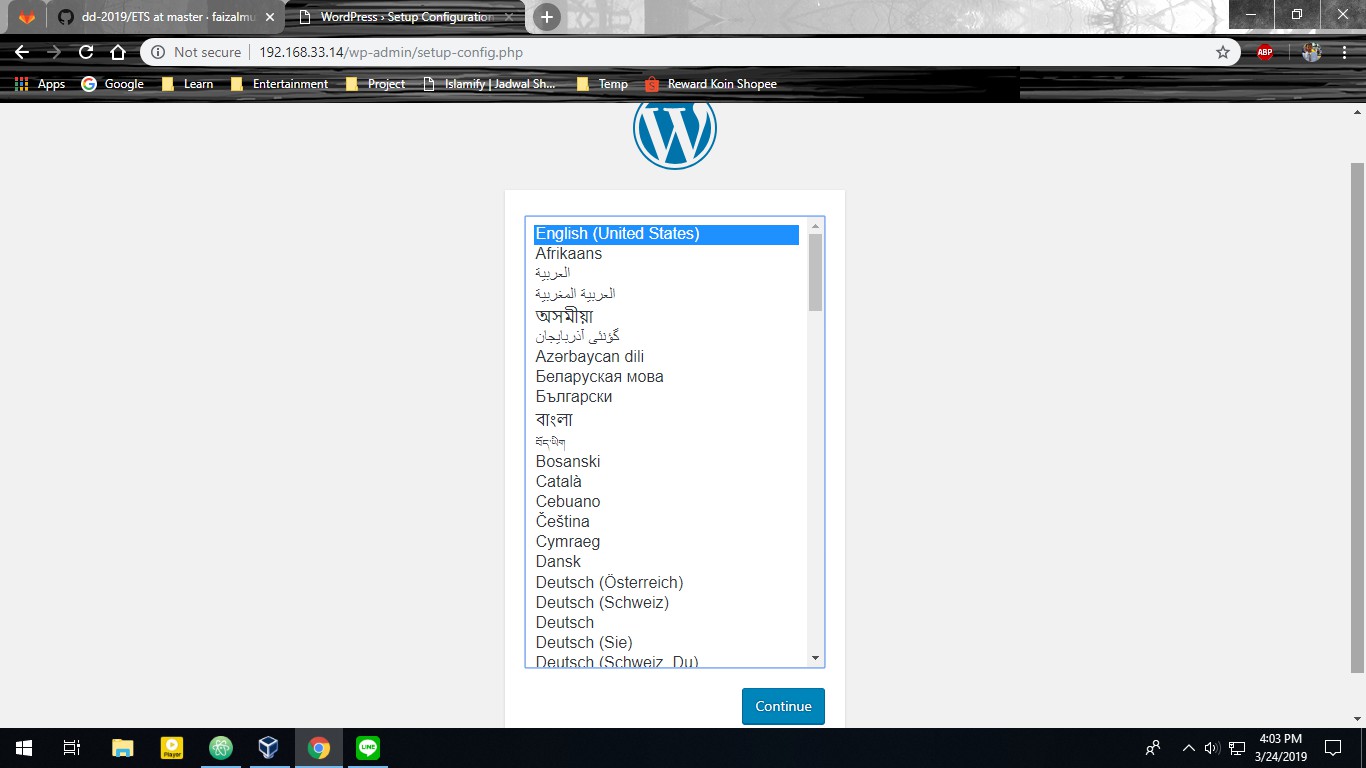 dd-2019/ETS at master · faizalmu
WordPress › Setup Configuration
Not secure
192.168.33.14/wp-admin/setup-config.php
ABP
Apps
Google
Learn
Entertainment
Project
Islamify | Jadwal Sh...
Temp
Reward Koin Shopee
English (United States)
Afrikaans
العربية
العربية المغربية
অসমীয়া
گؤنئی آذربایجان
Azərbaycan dili
Беларуская мова
Български
বাংলা
བོད་ཡིག
Bosanski
Català
Cebuano
Čeština
Cymraeg
Dansk
Deutsch (Österreich)
Deutsch (Schweiz)
Deutsch
Deutsch (Sie)
Deutsch (Schweiz, Du)
Continue
Player
LINE
4:03 PM
3/24/2019